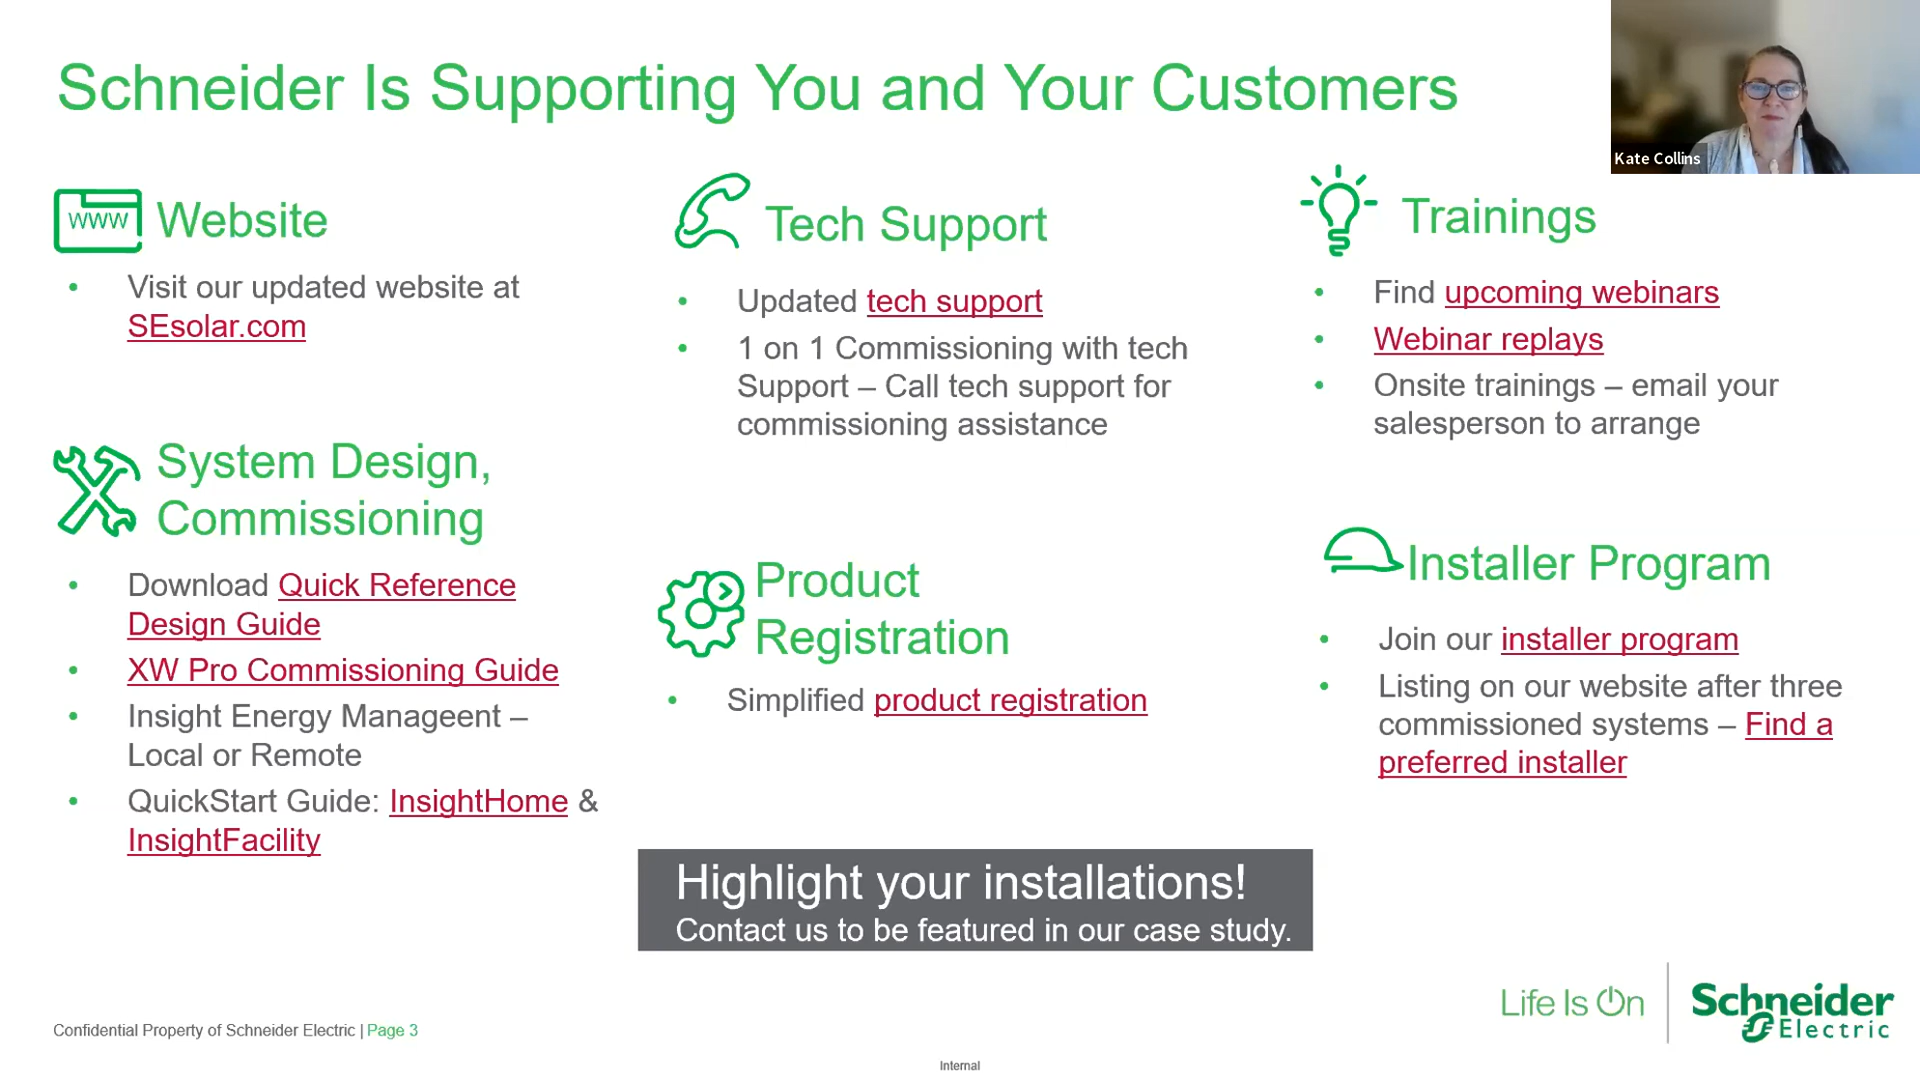 Schneider Is Supporting You and Your Customers
Kate Collins
www
Website
Visit our updated website at
SEsolar.com
System Design,
Commissioning
Download Quick Reference
Design Guide
XW Pro Commissioning Guide
Insight Energy Manageent –
Local or Remote
QuickStart Guide: InsightHome &
InsightFacility
Tech Support
Updated tech support
1 on 1 Commissioning with tech
Support – Call tech support for
commissioning assistance
Product
Registration
Simplified product registration
Trainings
Find upcoming webinars
Webinar replays
Onsite trainings – email your
salesperson to arrange
Installer Program
Join our installer program
Listing on our website after three
commissioned systems – Find a
preferred installer
Highlight your installations!
Contact us to be featured in our case study.
Life Is On
Schneider
Electric
Confidential Property of Schneider Electric | Page 3
Internal